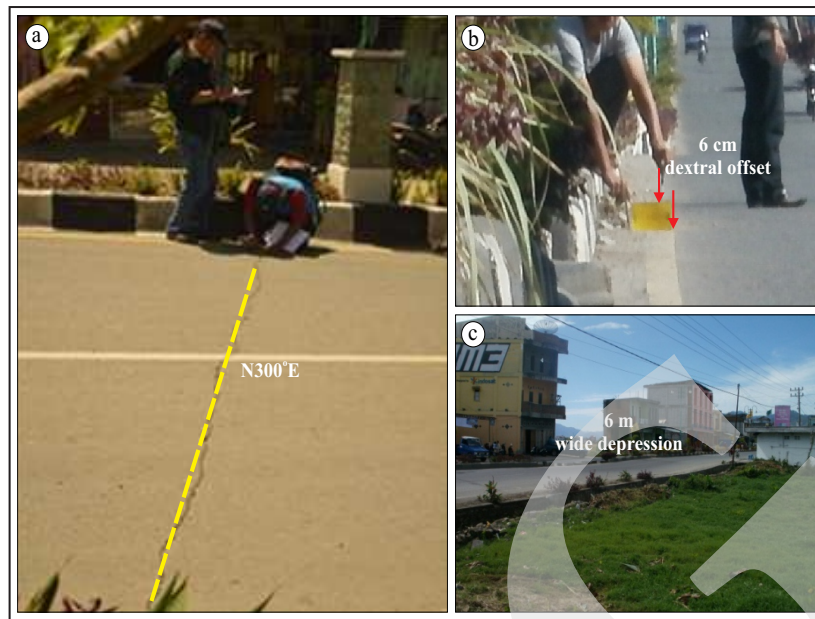 a
N300°E
b
6 cm
dextral offset
c
6 m
wide depression
M3